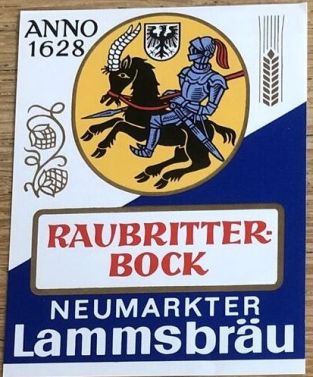 ANNO
1628
RAUBRITTER-
BOCK
NEUMARKTER
Lammsbräu